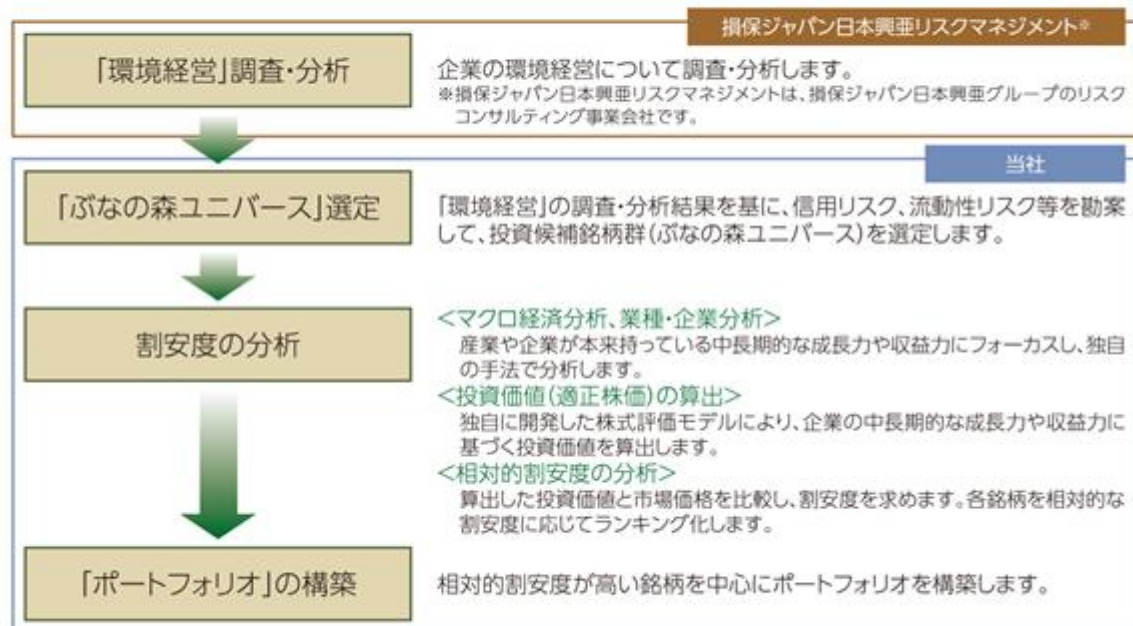 損保ジャパン日本興亜リスクマネジメント※
「環境経営」調査・分析
企業の環境経営について調査・分析します。
※損保ジャパン日本興亜リスクマネジメントは、損保ジャパン日本興亜グループのリスク
コンサルティング事業会社です。
当社
「ぶなの森ユニバース」選定
「環境経営」の調査・分析結果を基に、信用リスク、流動性リスク等を勘案
して、投資候補銘柄群(ぶなの森ユニバース)を選定します。
割安度の分析
<マクロ経済分析、業種・企業分析>
産業や企業が本来持っている中長期的な成長力や収益力にフォーカスし、独自
の手法で分析します。
<投資価値(適正株価)の算出>
独自に開発した株式評価モデルにより、企業の中長期的な成長力や収益力に
基づく投資価値を算出します。
<相対的割安度の分析>
算出した投資価値と市場価格を比較し、割安度を求めます。各銘柄を相対的な
割安度に応じてランキング化します。
「ポートフォリオ」の構築
相対的割安度が高い銘柄を中心にポートフォリオを構築します。